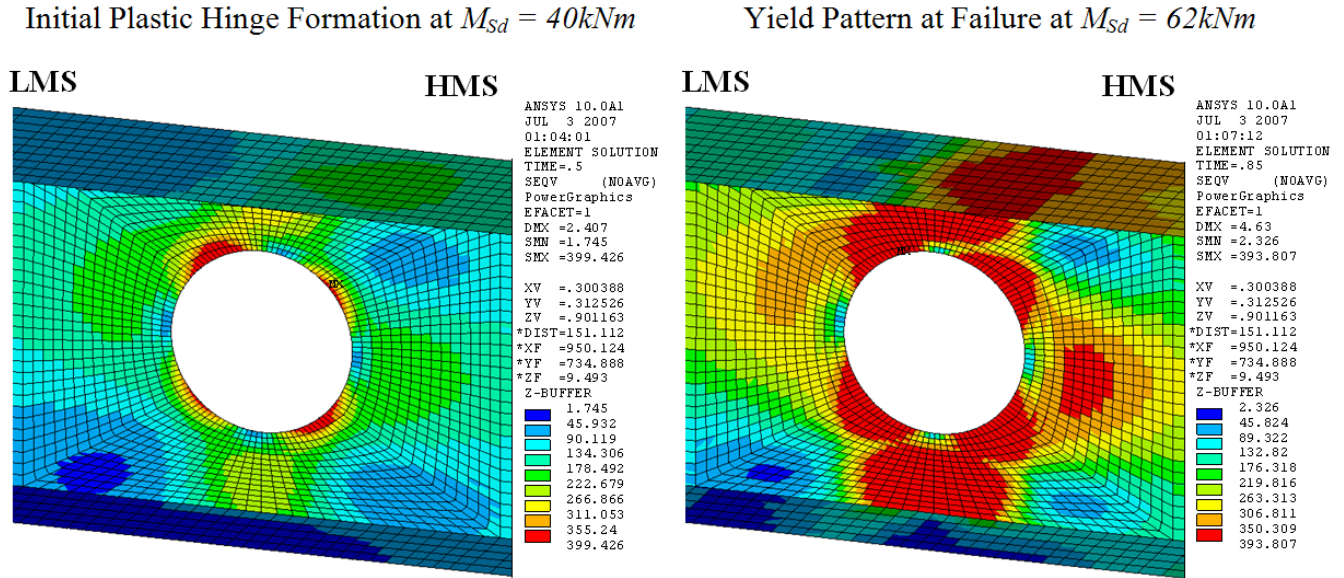 Initial Plastic Hinge Formation at M_Sd = 40kNm
LMS
HMS
ANSYS 10.0A1
JUL 3 2007
01:04:01
ELEMENT SOLUTION
TIME=.5
SEQV (NOAVG)
PowerGraphics
EFACET=1
DMX =2.407
SMN =1.745
SMX =399.426
XV =.300388
YV =.312526
ZV =.901163
*DIST=151.112
*XF =950.124
*YF =734.888
*ZF =9.493
Z-BUFFER
1.745
45.932
90.119
134.306
178.492
222.679
266.866
311.053
355.24
399.426
MX
Yield Pattern at Failure at M_Sd = 62kNm
LMS
HMS
ANSYS 10.0A1
JUL 3 2007
01:07:12
ELEMENT SOLUTION
TIME=.85
SEQV (NOAVG)
PowerGraphics
EFACET=1
DMX =4.63
SMN =2.326
SMX =393.807
XV =.300388
YV =.312526
ZV =.901163
*DIST=151.112
*XF =950.124
*YF =734.888
*ZF =9.493
Z-BUFFER
2.326
45.824
89.322
132.82
176.318
219.816
263.313
306.811
350.309
393.807
MX